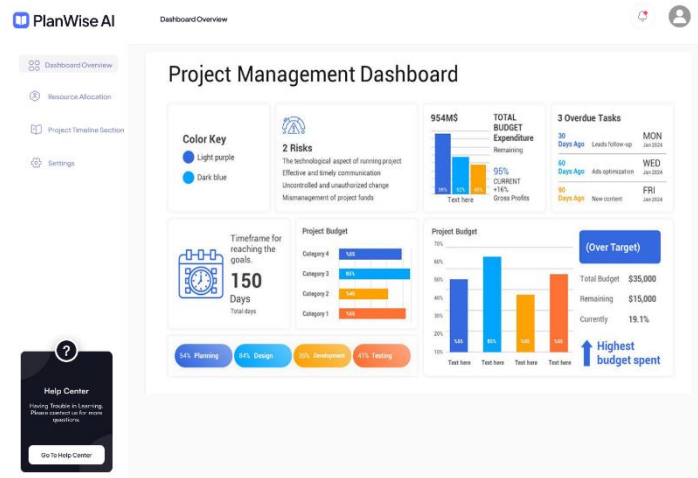 PlanWise AI
Dashboard Overview
Dashboard Overview
Resource Allocation
Project Timeline Section
Settings
?
Help Center
Having Trouble in Learning.
Please contact us for more
questions.
Go To Help Center
Project Management Dashboard
Color Key
Light purple
Dark blue
2 Risks
The technological aspect of running project
Effective and timely communication
Uncontrolled and unauthorized change
Mismanagement of project funds
954M$
Text here
TOTAL
BUDGET
Expenditure
Remaining
95%
CURRENT
+16%
Gross Profits
3 Overdue Tasks
30
Days Ago Leads follow-up
MON
Jan 2024
60
Days Ago Ads optimization
WED
Jan 2024
90
Days Ago New content
FRI
Jan 2024
Timeframe for
reaching the
goals.
150
Days
Total days
Project Budget
Category 4
Category 3
Category 2
Category 1
54% Planning
84% Design
Development
41% Testing
Project Budget
70%
60%
50%
40%
30%
20%
10%
Text here
Text here
Text here
Text here
(Over Target)
Total Budget $35,000
Remaining $15,000
Currently 19.1%
Highest
budget spent